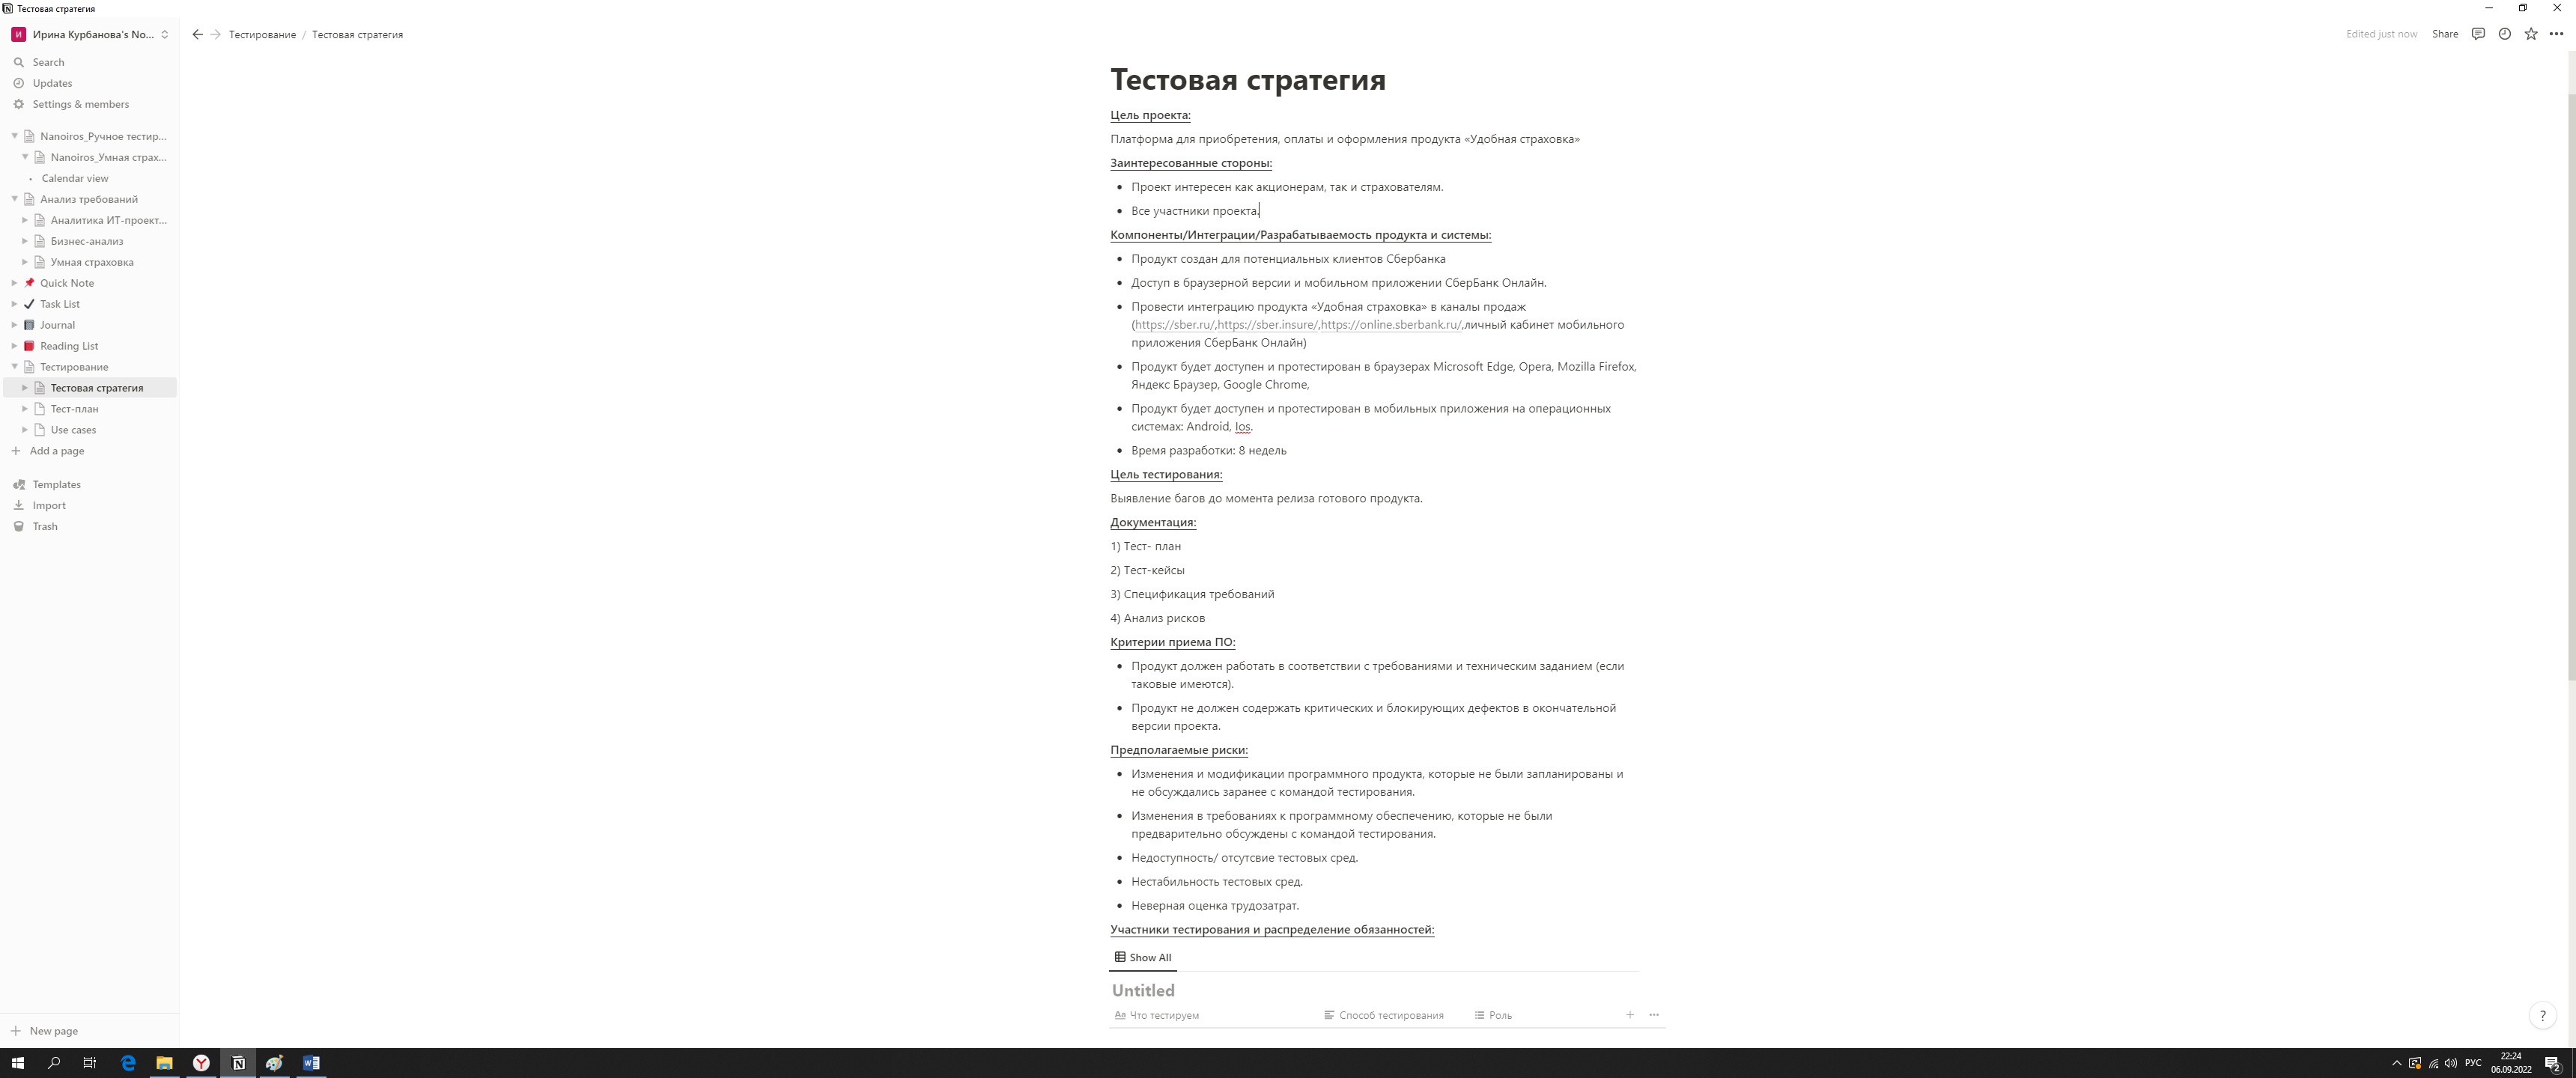 Тестовая стратегия
Ирина Курбанова's No...
Тестирование / Тестовая стратегия
Edited just now
Share
Search
Updates
Settings & members
Nanoiros_Ручное тестир...
Nanoiros_Умная страх...
Calendar view
Анализ требований
Аналитика ИТ-проект...
Бизнес-анализ
Умная страховка
Quick Note
Task List
Journal
Reading List
Тестирование
Тестовая стратегия
Тест-план
Use cases
Add a page
Templates
Import
Trash
New page
Тестовая стратегия
Цель проекта:
Платформа для приобретения, оплаты и оформления продукта «Удобная страховка»
Заинтересованные стороны:
Проект интересен как акционерам, так и страхователям.
Все участники проекта.
Компоненты/Интеграции/Разрабатываемость продукта и системы:
Продукт создан для потенциальных клиентов Сбербанка
Доступ в браузерной версии и мобильном приложении СберБанк Онлайн.
Провести интеграцию продукта «Удобная страховка» в каналы продаж
(https://sber.ru/,https://sber.insure/,https://online.sberbank.ru/,личный кабинет мобильного
приложения СберБанк Онлайн)
Продукт будет доступен и протестирован в браузерах Microsoft Edge, Opera, Mozilla Firefox,
Яндекс Браузер, Google Chrome,
Продукт будет доступен и протестирован в мобильных приложения на операционных
системах: Android, Ios.
Время разработки: 8 недель
Цель тестирования:
Выявление багов до момента релиза готового продукта.
Документация:
1) Тест- план
2) Тест-кейсы
3) Спецификация требований
4) Анализ рисков
Критерии приема ПО:
Продукт должен работать в соответствии с требованиями и техническим заданием (если
таковые имеются).
Продукт не должен содержать критических и блокирующих дефектов в окончательной
версии проекта.
Предполагаемые риски:
Изменения и модификации программного продукта, которые не были запланированы и
не обсуждались заранее с командой тестирования.
Изменения в требованиях к программному обеспечению, которые не были
предварительно обсуждены с командой тестирования.
Недоступность/ отсутсвие тестовых сред.
Нестабильность тестовых сред.
Неверная оценка трудозатрат.
Участники тестирования и распределение обязанностей:
Show All
Untitled
Aa Что тестируем
Способ тестирования
Роль
?
РУС
22:24
06.09.2022
2